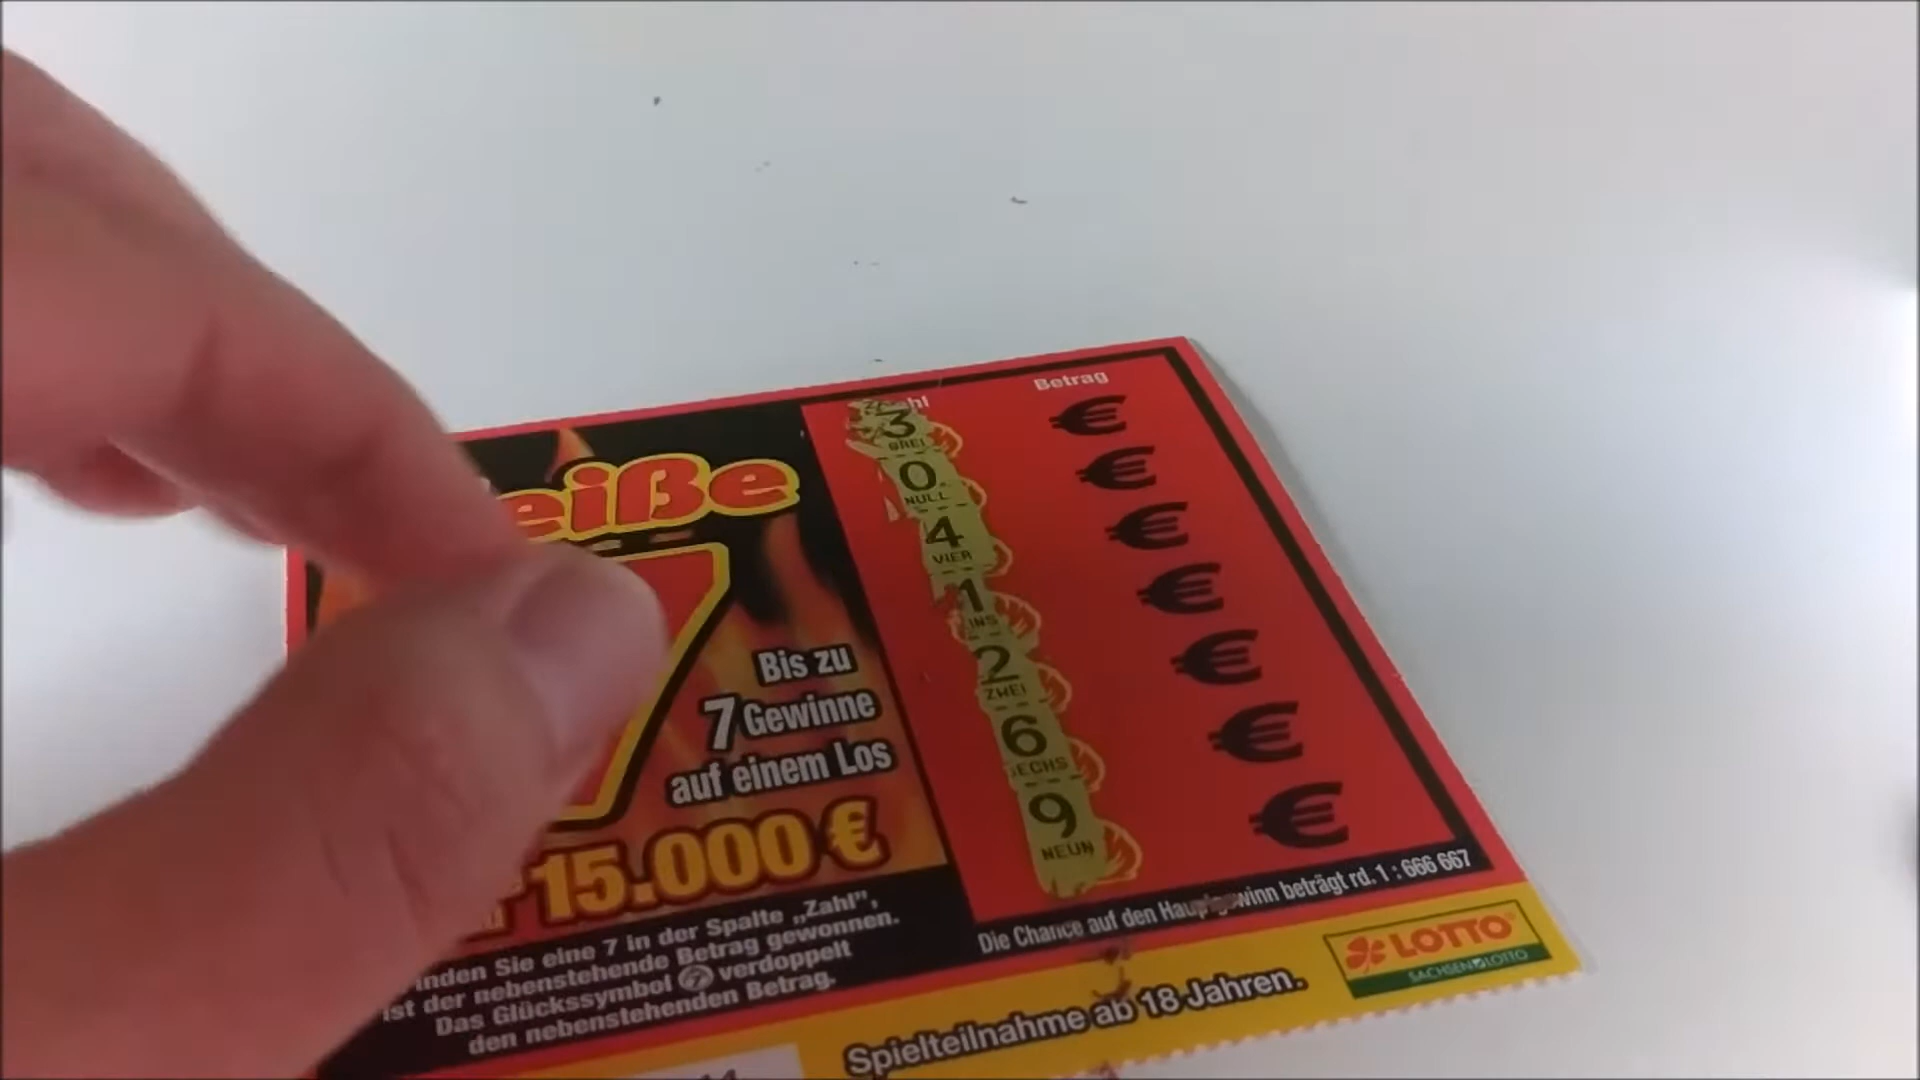 eiße
7
Bis zu
7 Gewinne
auf einem Los
15.000 €
inden Sie eine 7 in der Spalte „Zahl”,
ist der nebenstehende Betrag gewonnen.
Das Glückssymbol 7 verdoppelt
den nebenstehenden Betrag.
Zahl
Betrag
3
DREI
€
0
NULL
€
4
VIER
€
1
INS
€
2
ZWEI
€
6
SECHS
€
9
NEUN
€
Die Chance auf den Hauptgewinn beträgt rd. 1 : 666 667
LOTTO
SACHSENLOTTO
Spielteilnahme ab 18 Jahren.